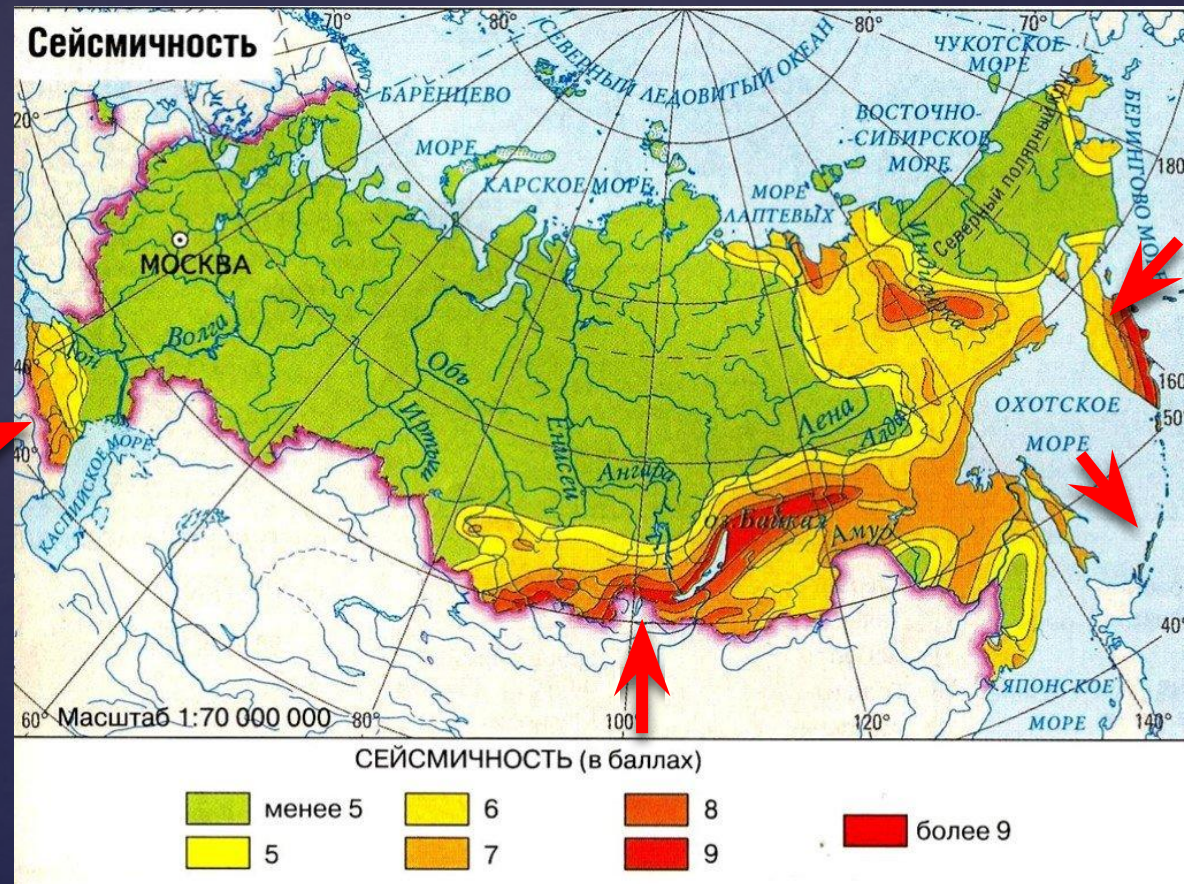 Сейсмичность
70°
80°
80°
70°
СЕВЕРНЫЙ ЛЕДОВИТЫЙ ОКЕАН
ЧУКОТСКОЕ
МОРЕ
БАРЕНЦЕВО
МОРЕ
КАРСКОЕ МОРЕ
МОРЕ
ЛАПТЕВЫХ
ВОСТОЧНО-
СИБИРСКОЕ
МОРЕ
Северный полярный круг
БЕРИНГОВО МОРЕ
20°
180°
МОСКВА
Волга
Дон
Обь
Иртыш
Енисей
Ангара
Лена
Алдан
Индигирка
оз. Байкал
Амур
ОХОТСКОЕ
МОРЕ
160°
50°
40°
40°
КАСПИЙСКОЕ МОРЕ
40°
ЯПОНСКОЕ
МОРЕ
60°
Масштаб 1:70 000 000
80°
100°
120°
140°
СЕЙСМИЧНОСТЬ (в баллах)
менее 5
6
8
более 9
5
7
9